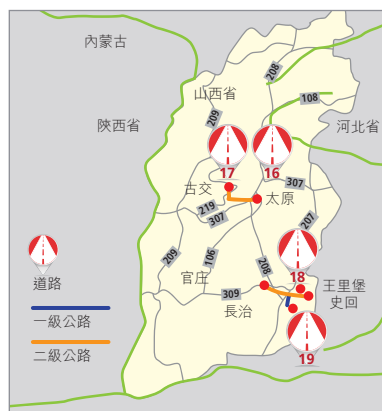 內蒙古
208
山西省
108
209
陝西省
河北省
17
16
古交
307
太原
219
307
207
209
106
208
18
官庄
王里堡
309
史回
長治
19
道路
一級公路
二級公路